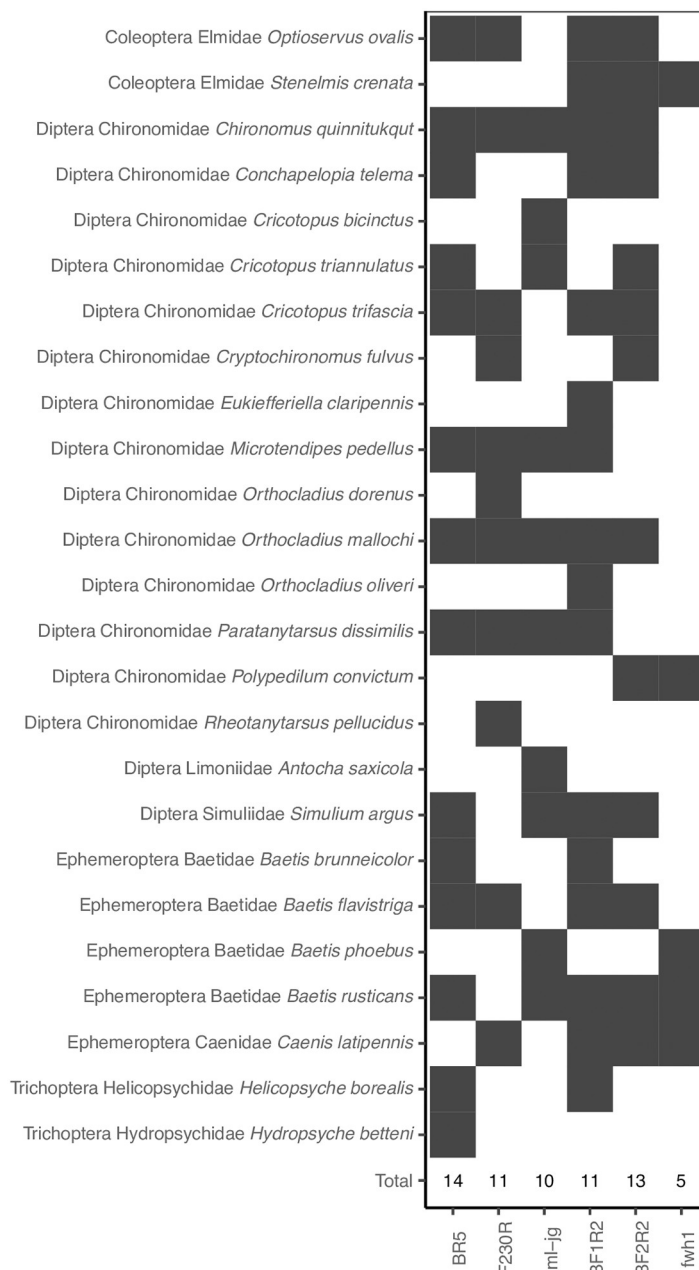 Coleoptera Elmidae Optioservus ovalis
Coleoptera Elmidae Stenelmis crenata
Diptera Chironomidae Chironomus quinnitukqut
Diptera Chironomidae Conchapelopia telema
Diptera Chironomidae Cricotopus bicinctus
Diptera Chironomidae Cricotopus triannulatus
Diptera Chironomidae Cricotopus trifascia
Diptera Chironomidae Cryptochironomus fulvus
Diptera Chironomidae Eukiefferiella claripennis
Diptera Chironomidae Microtendipes pedellus
Diptera Chironomidae Orthocladius dorenus
Diptera Chironomidae Orthocladius mallochi
Diptera Chironomidae Orthocladius oliveri
Diptera Chironomidae Paratanytarsus dissimilis
Diptera Chironomidae Polypedilum convictum
Diptera Chironomidae Rheotanytarsus pellucidus
Diptera Limoniidae Antocha saxicola
Diptera Simuliidae Simulium argus
Ephemeroptera Baetidae Baetis brunneicolor
Ephemeroptera Baetidae Baetis flavistriga
Ephemeroptera Baetidae Baetis phoebus
Ephemeroptera Baetidae Baetis rusticans
Ephemeroptera Caenidae Caenis latipennis
Trichoptera Helicopsychidae Helicopsyche borealis
Trichoptera Hydropsychidae Hydropsyche betteni
Total 14 11 10 11 13 5
BR5
F230R
ml-jg
BF1R2
BF2R2
fwh1